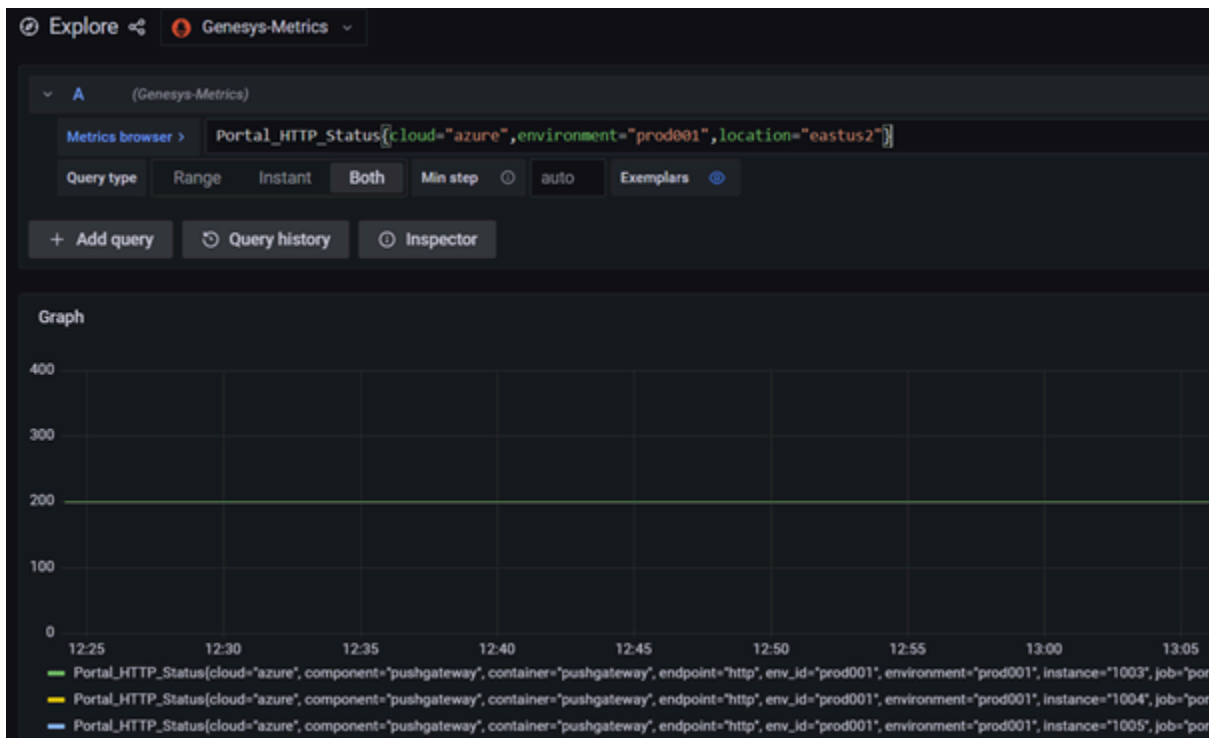 Explore Genesys-Metrics
A (Genesys-Metrics)
Metrics browser > Portal_HTTP_Status{cloud="azure",environment="prod001",location="eastus2"}
Query type Range Instant Both Min step auto Exemplars
+ Add query Query history Inspector
Graph
400
300
200
100
0
12:25 12:30 12:35 12:40 12:45 12:50 12:55 13:00 13:05
Portal_HTTP_Status{cloud="azure", component="pushgateway", container="pushgateway", endpoint="http", env_id="prod001", environment="prod001", instance="1003", job="por
Portal_HTTP_Status{cloud="azure", component="pushgateway", container="pushgateway", endpoint="http", env_id="prod001", environment="prod001", instance="1004", job="por
Portal_HTTP_Status{cloud="azure", component="pushgateway", container="pushgateway", endpoint="http", env_id="prod001", environment="prod001", instance="1005", job="por